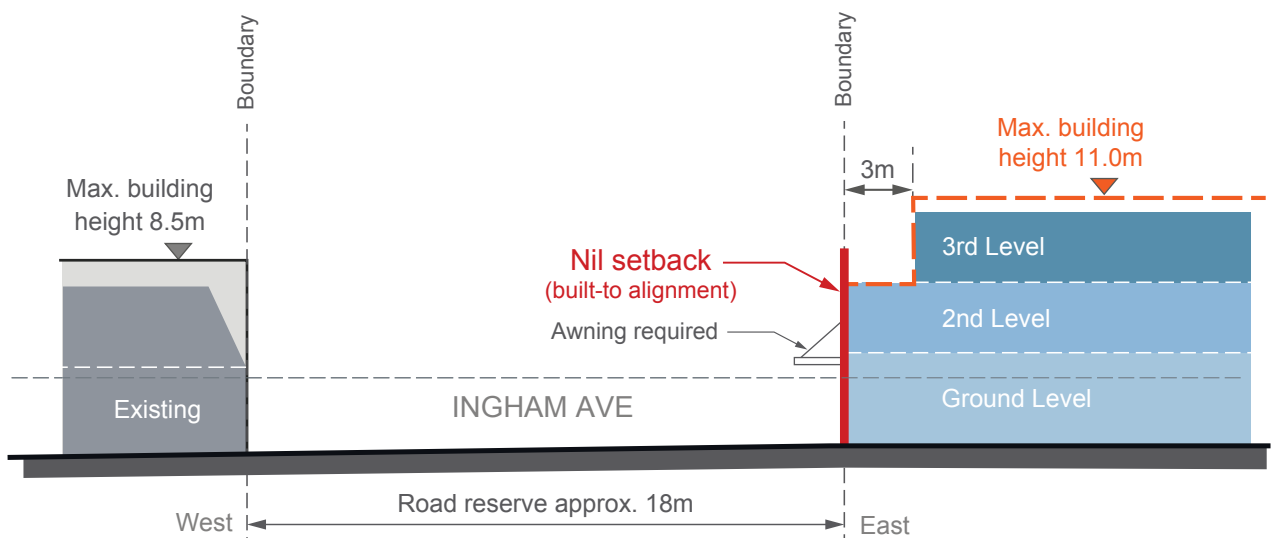 Boundary
Boundary
Max. building
height 11.0m
3m
Max. building
height 8.5m
3rd Level
Nil setback
(built-to alignment)
2nd Level
Awning required
Existing
INGHAM AVE
Ground Level
Road reserve approx. 18m
West
East